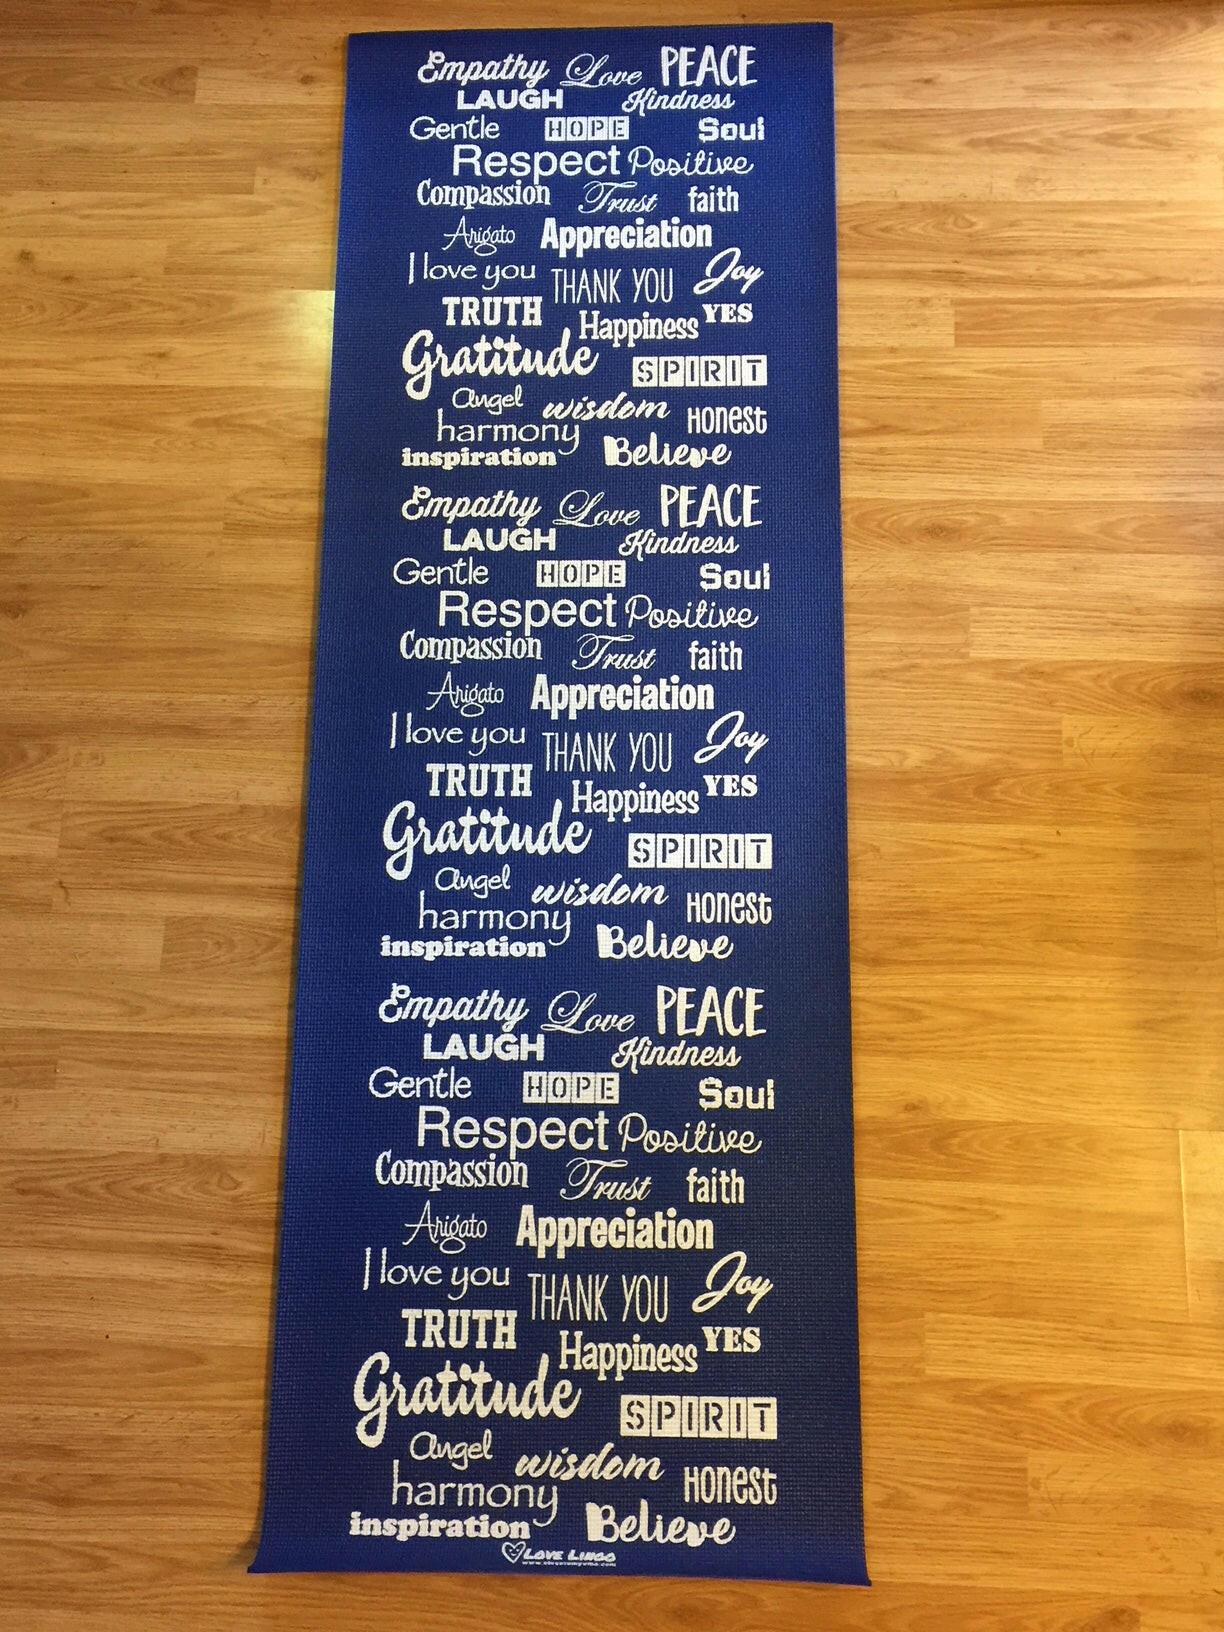 Empathy Love PEACE
LAUGH Kindness
Gentle HOPE Soul
Respect Positive
Compassion Trust faith
Arigato Appreciation
I love you THANK YOU Joy
TRUTH Happiness YES
Gratitude SPIRIT
Angel wisdom Honest
harmony
inspiration Believe
Empathy Love PEACE
LAUGH Kindness
Gentle HOPE Soul
Respect Positive
Compassion Trust faith
Arigato Appreciation
I love you THANK YOU Joy
TRUTH Happiness YES
Gratitude SPIRIT
Angel wisdom Honest
harmony
inspiration Believe
Empathy Love PEACE
LAUGH Kindness
Gentle HOPE Soul
Respect Positive
Compassion Trust faith
Arigato Appreciation
I love you THANK YOU Joy
TRUTH Happiness YES
Gratitude SPIRIT
Angel wisdom Honest
harmony
inspiration Believe
LOVE LINGO